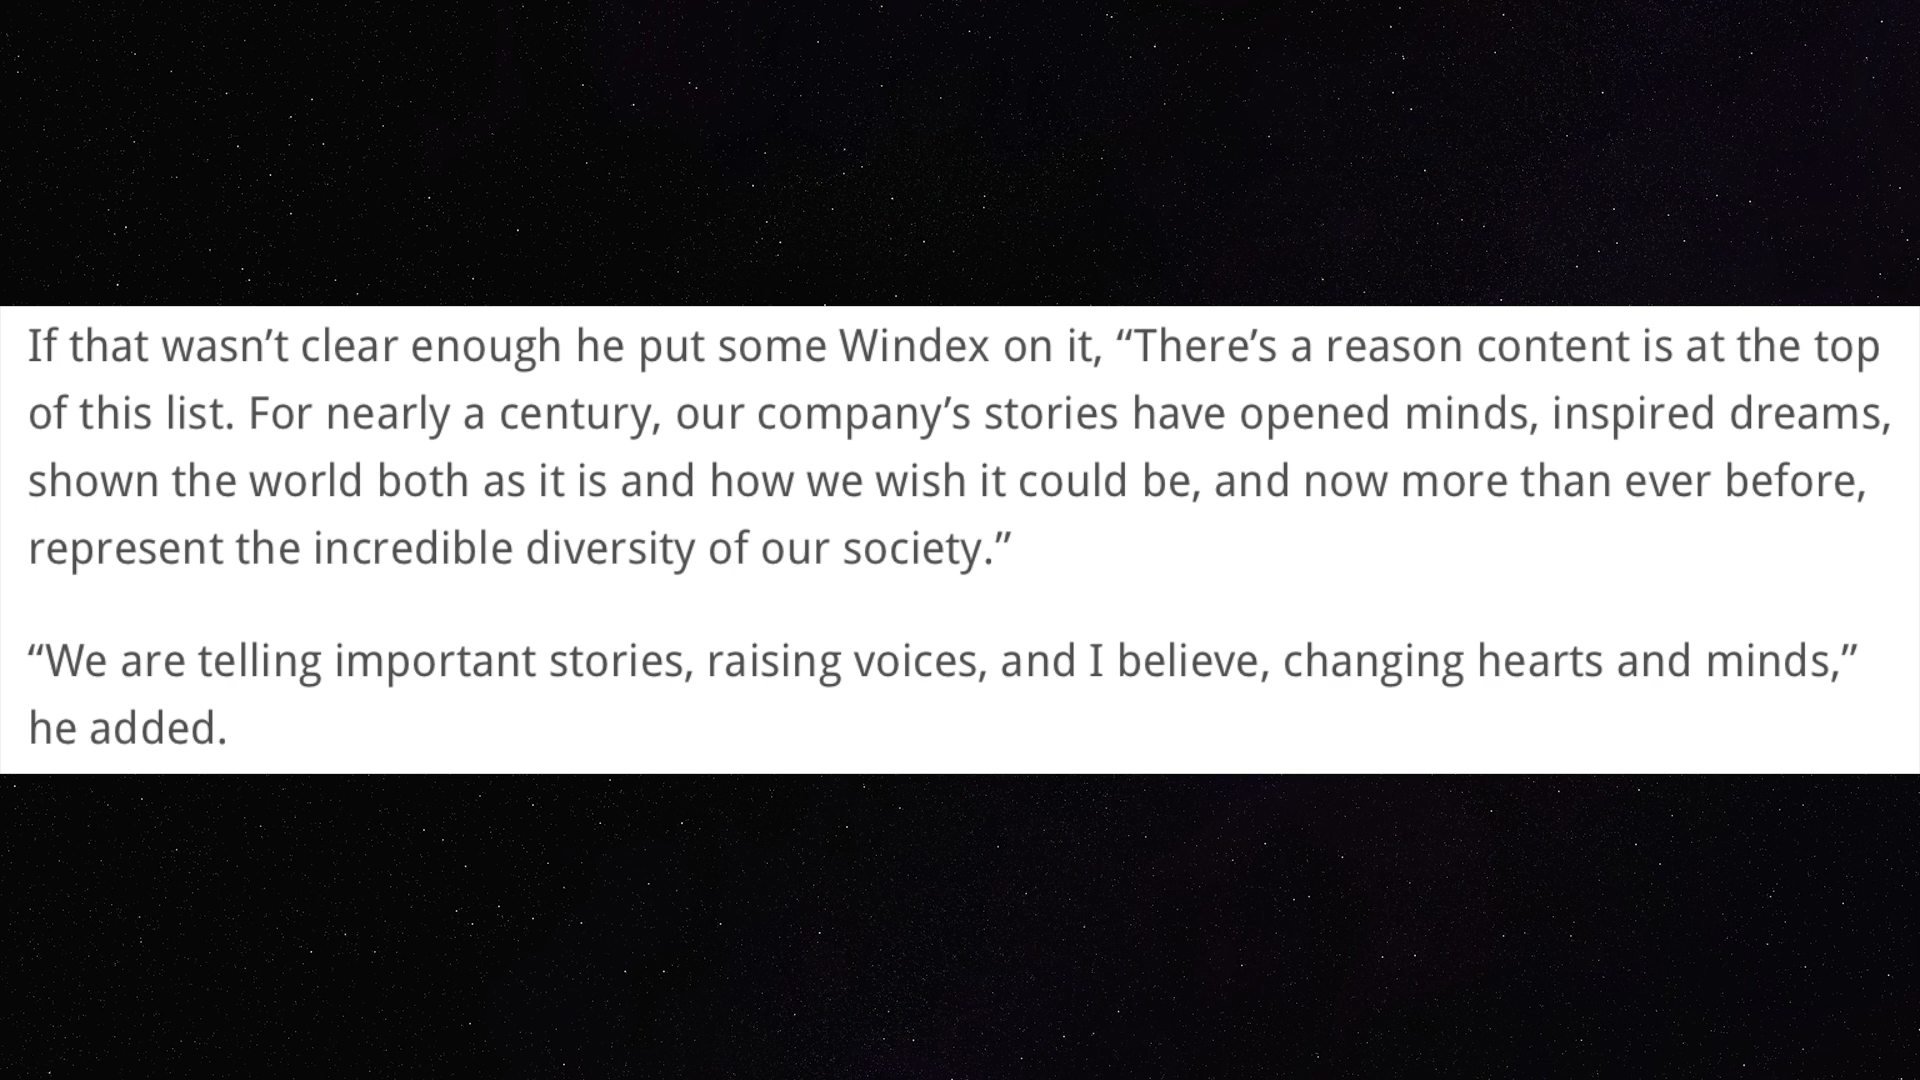 If that wasn’t clear enough he put some Windex on it, “There’s a reason content is at the top
of this list. For nearly a century, our company’s stories have opened minds, inspired dreams,
shown the world both as it is and how we wish it could be, and now more than ever before,
represent the incredible diversity of our society.”
“We are telling important stories, raising voices, and I believe, changing hearts and minds,”
he added.